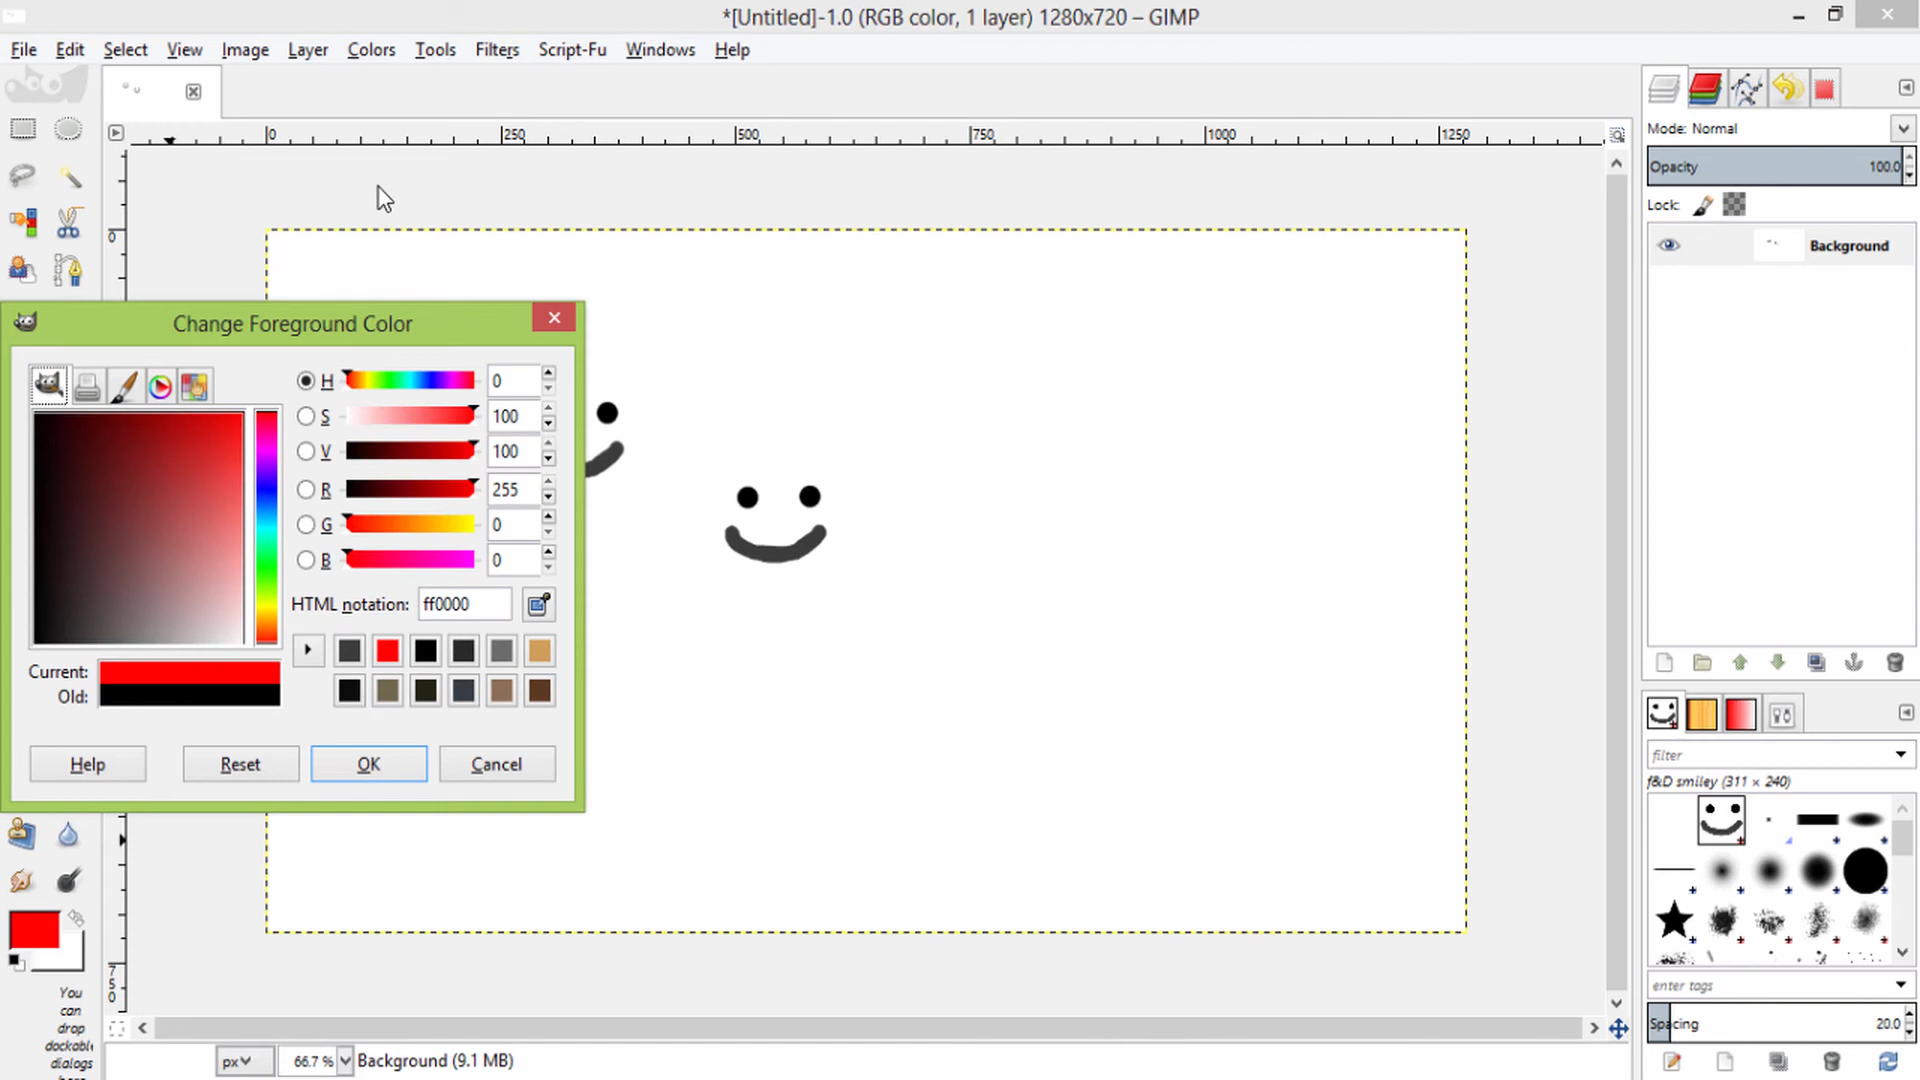 *[Untitled]-1.0 (RGB color, 1 layer) 1280x720 – GIMP
File Edit Select View Image Layer Colors Tools Filters Script-Fu Windows Help
0 250 500 750 1000 1250
Mode: Normal
Opacity 100.0
Lock:
Background
0
Change Foreground Color
H 0
S 100
V 100
R 255
G 0
B 0
HTML notation: ff0000
Current:
Old:
Help Reset OK Cancel
filter
f&D smiley (311 × 240)
750
You
can
drop
dockabl
dialogs
enter tags
Spacing 20.0
px 66.7 % Background (9.1 MB)